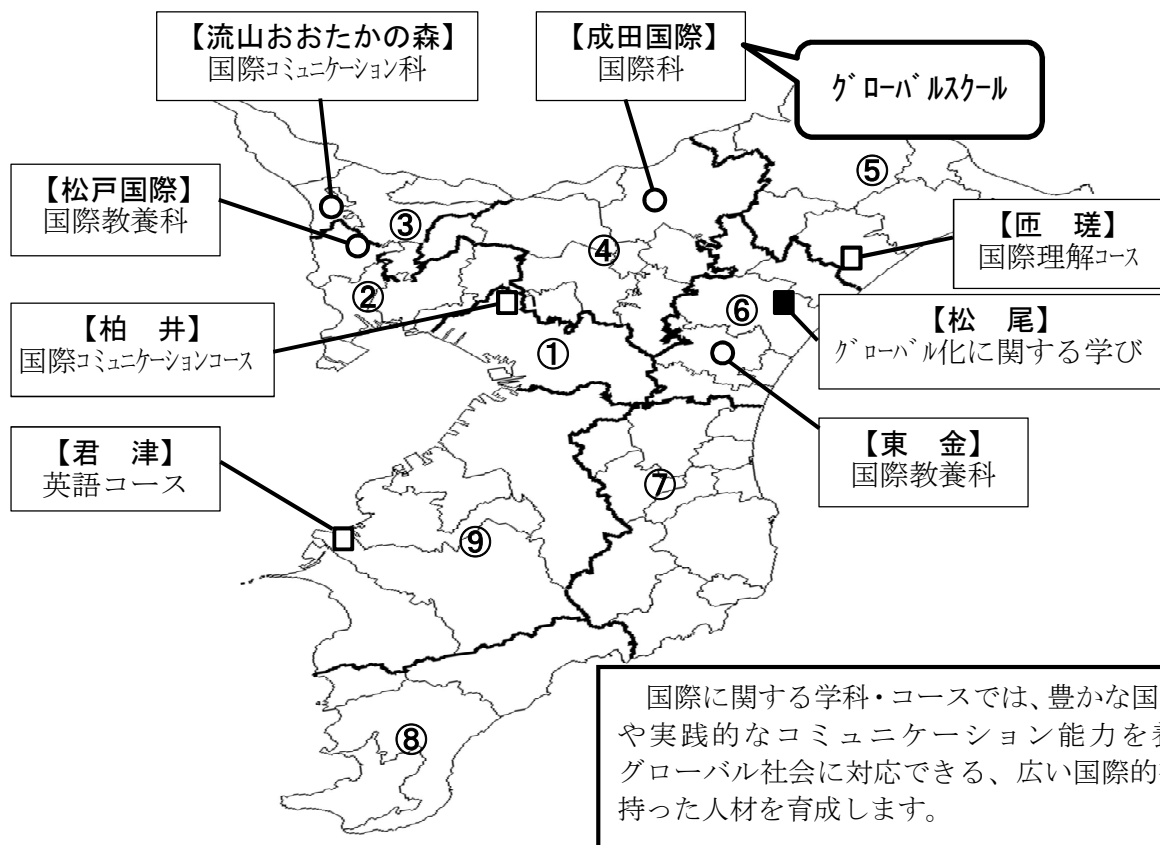 【流山おおたかの森】
国際コミュニケーション科
【成田国際】
国際科
グローバルスクール
【松戸国際】
国際教養科
【匝　瑳】
国際理解コース
【柏　井】
国際コミュニケーションコース
【松　尾】
グローバル化に関する学び
【東　金】
国際教養科
【君　津】
英語コース
③
⑤
④
②
⑥
①
⑦
⑨
⑧
国際に関する学科・コースでは、豊かな国
や実践的なコミュニケーション能力を
グローバル社会に対応できる、広い国際的
持った人材を育成します。